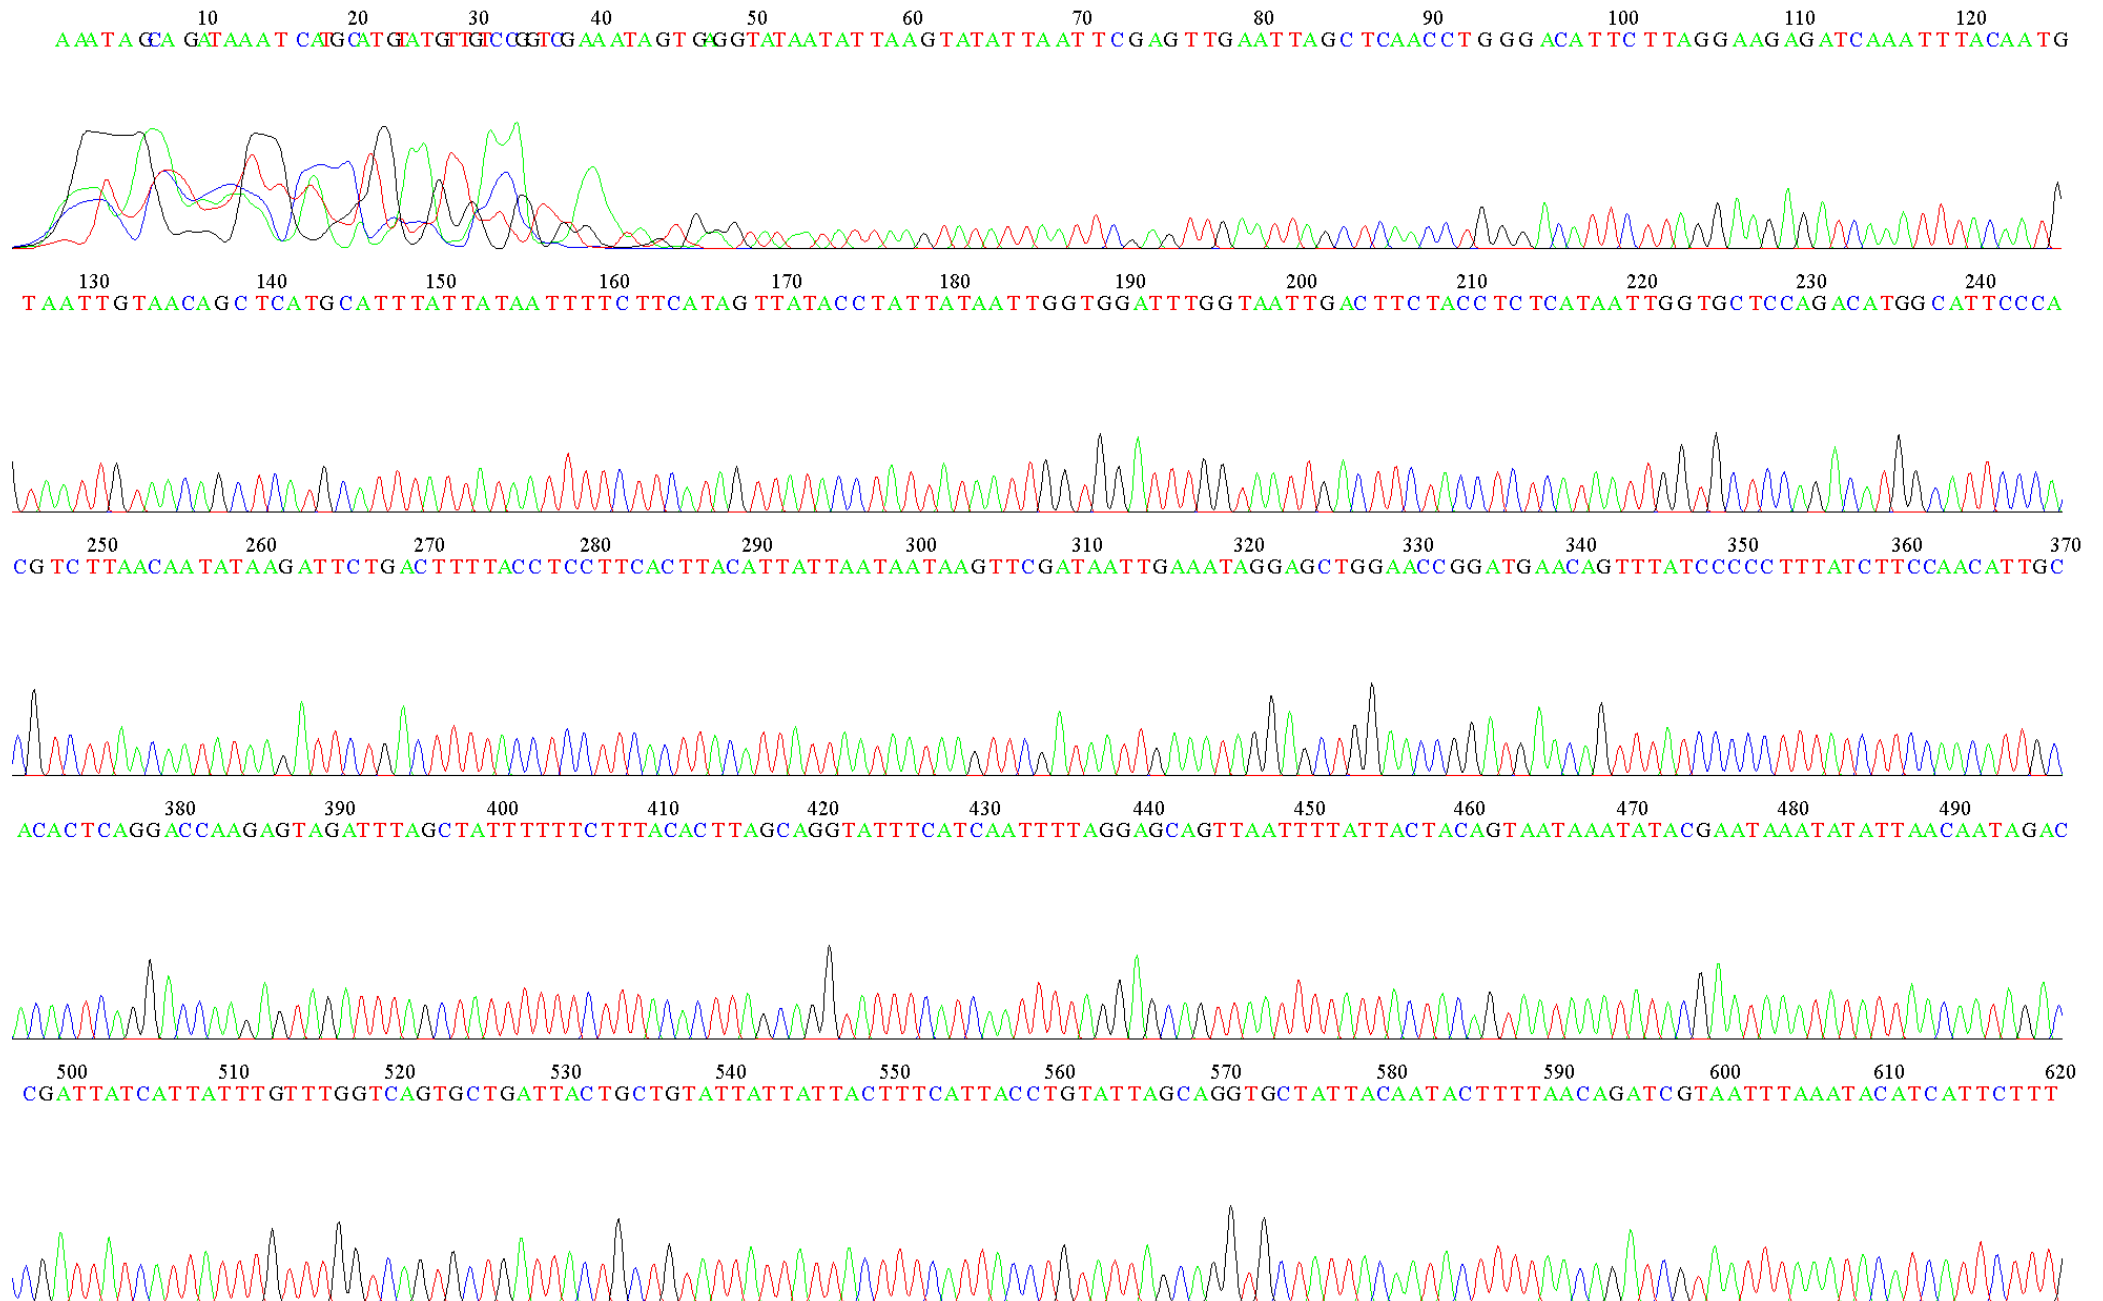 10 20 30 40 50 60 70 80 90 100 110 120
AAATAGCAGATAAATCATGCATGTATGTTGTCCGGTCGAAATAGTGAGGTATAATATTAAGTATATTAATTCGAGTTGAATTAGCTCAACCTGGGACATTCTTAGGAAGAGATCAAATTTACAATG
130 140 150 160 170 180 190 200 210 220 230 240
TAATTGTAACAGCTCATGCATTTATTATAATTTTCTTCATAGTTATACCTATTATAATTGGTGGATTTGGTAATTGACTTCTACCTCTCATAATTGGTGCTCCAGACATGGCATTCCCA
250 260 270 280 290 300 310 320 330 340 350 360 370
CGTCTTAACAATATAAGATTCTGACTTTTACCTCCTTCACTTACATTATTAATAATAAGTTCGATAATTGAAATAGGAGCTGGAACCGGATGAACAGTTTATCCCCCTTTATCTTCCAACATTGC
380 390 400 410 420 430 440 450 460 470 480 490
ACACTCAGGACCAAGAGTAGATTTAGCTATTTTTTCTTTACACTTAGCAGGTATTTCATCAATTTTAGGAGCAGTTAATTTTATTACTACAGTAATAAATATACGAATAAATATATTAACAATAGAC
500 510 520 530 540 550 560 570 580 590 600 610 620
CGATTATCATTATTTGTTTGGTCAGTGCTGATTACTGCTGTATTATTATTACTTTCATTACCTGTATTAGCAGGTGCTATTACAATACTTTTAACAGATCGTAATTTAAATACATCATTCTTT